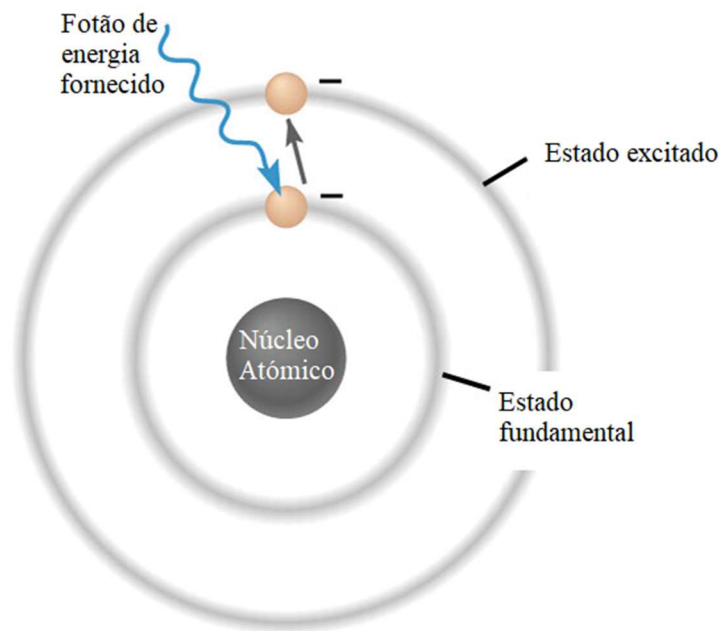 Fotão de
energia
fornecido
−
Estado excitado
−
Núcleo
Atómico
Estado
fundamental